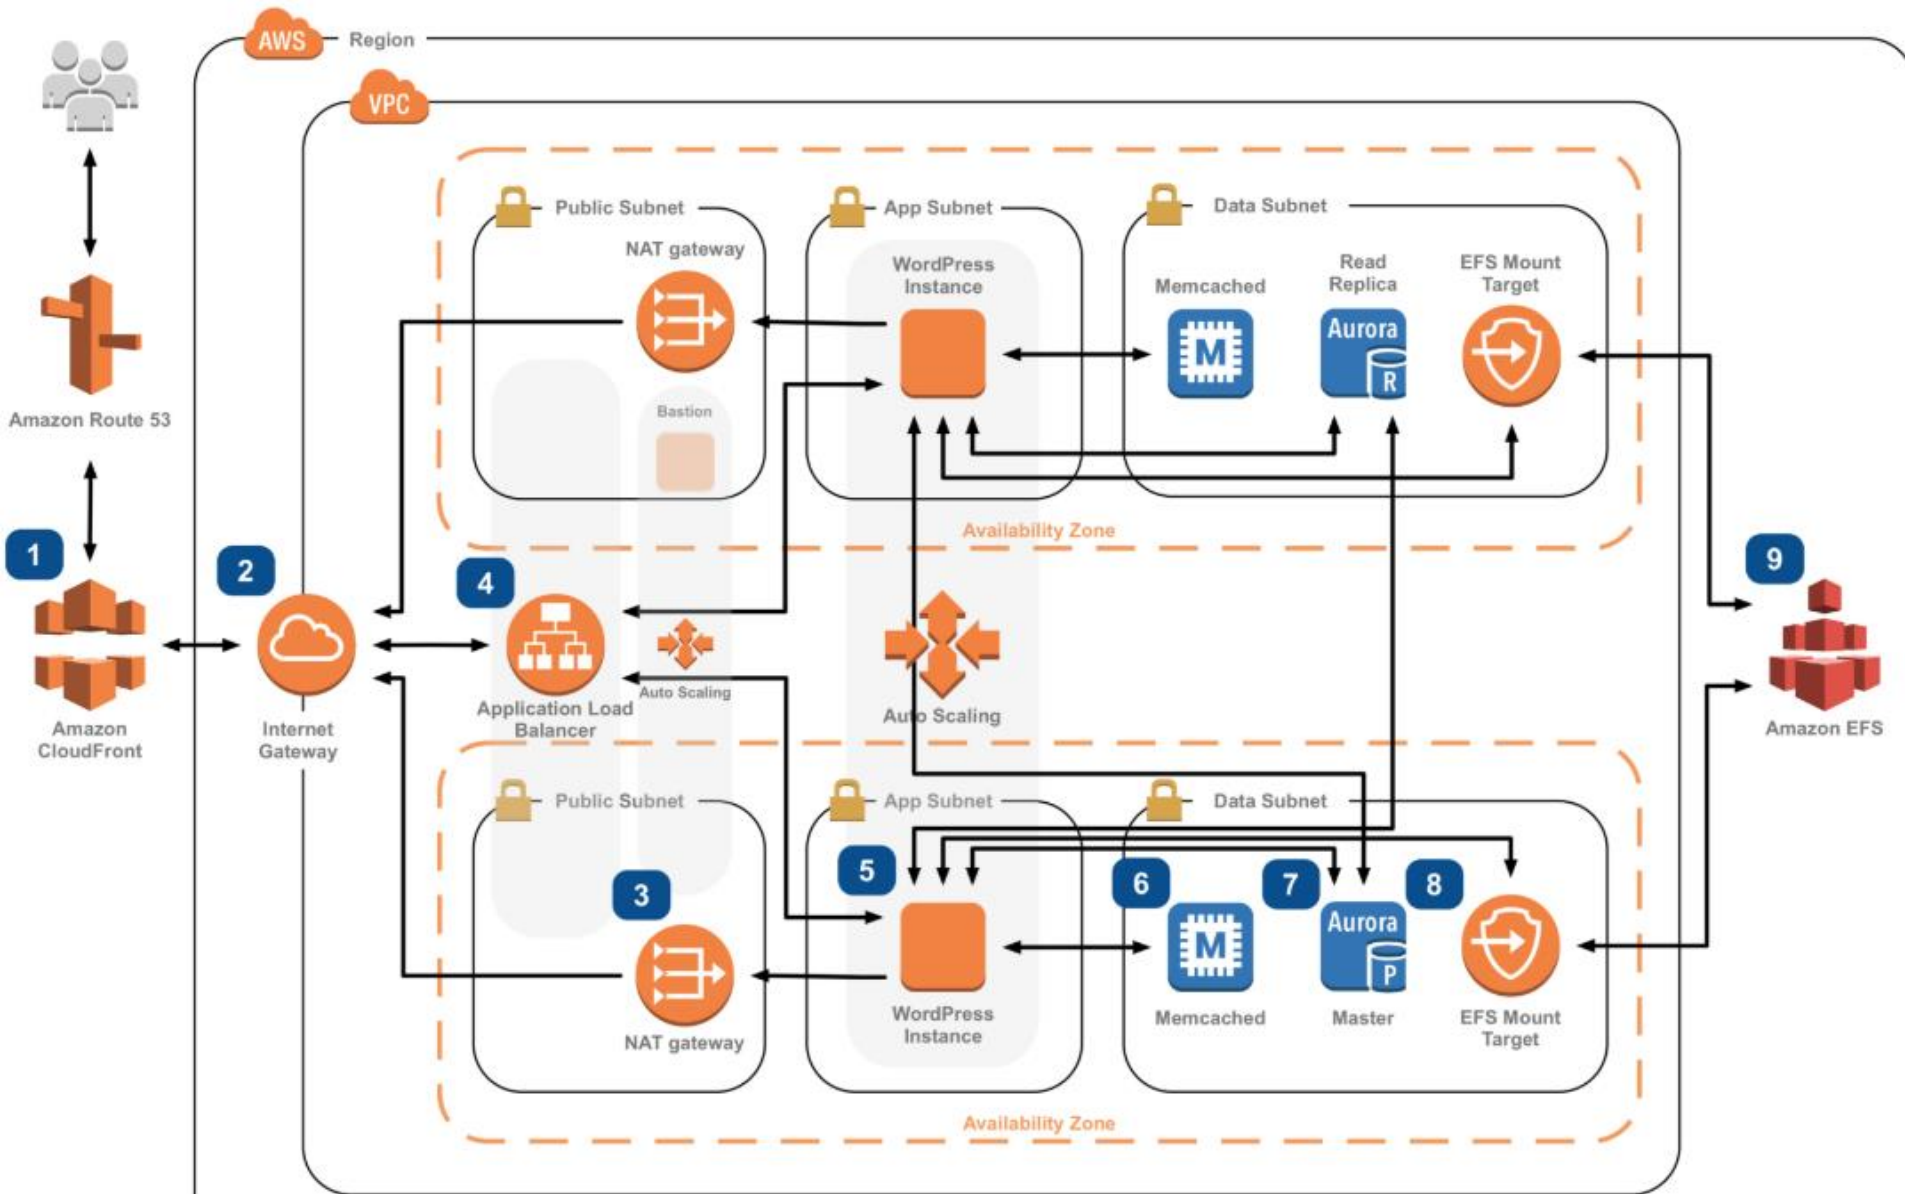 AWS
Region
VPC
Public Subnet
App Subnet
Data Subnet
NAT gateway
WordPress
Instance
Memcached
Read
Replica
EFS Mount
Target
M
Aurora
R
Amazon Route 53
Bastion
Availability Zone
1
2
4
9
Amazon
CloudFront
Internet
Gateway
Application Load
Balancer
Auto Scaling
Auto Scaling
Amazon EFS
Public Subnet
App Subnet
Data Subnet
3
5
6
7
8
M
Aurora
P
NAT gateway
WordPress
Instance
Memcached
Master
EFS Mount
Target
Availability Zone